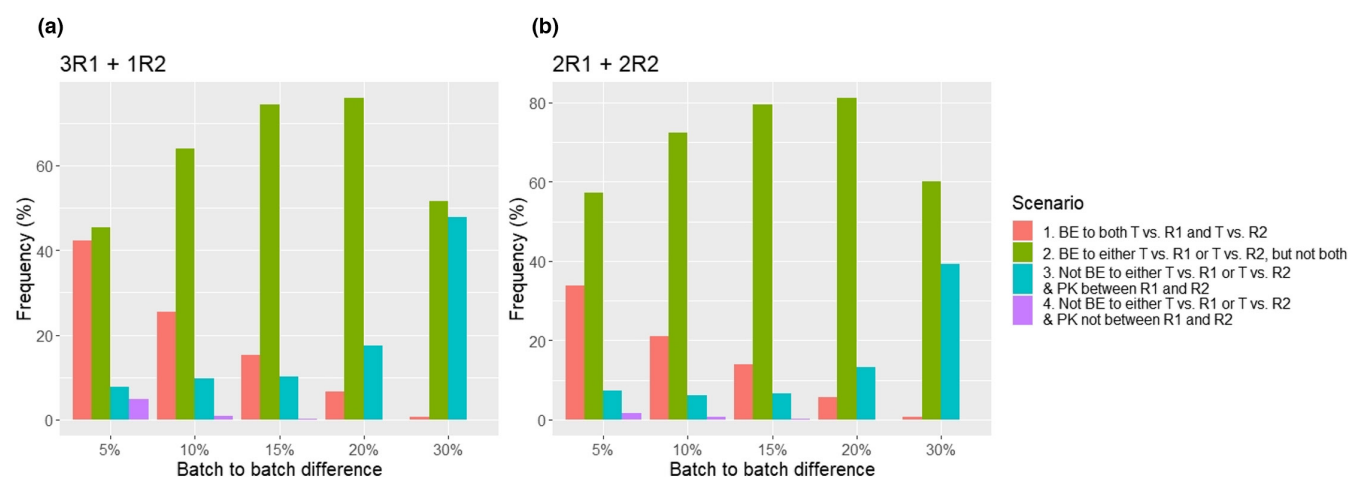 (a)
3R1 + 1R2
Frequency (%)
60
40
20
0
5%
10%
15%
20%
30%
Batch to batch difference
(b)
2R1 + 2R2
Frequency (%)
80
60
40
20
0
5%
10%
15%
20%
30%
Batch to batch difference
Scenario
1. BE to both T vs. R1 and T vs. R2
2. BE to either T vs. R1 or T vs. R2, but not both
3. Not BE to either T vs. R1 or T vs. R2
& PK between R1 and R2
4. Not BE to either T vs. R1 or T vs. R2
& PK not between R1 and R2